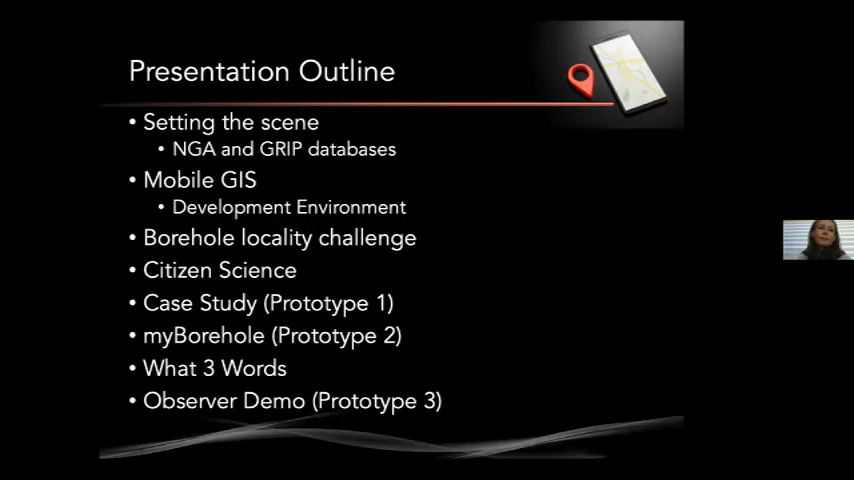 Presentation Outline
• Setting the scene
• NGA and GRIP databases
• Mobile GIS
• Development Environment
• Borehole locality challenge
• Citizen Science
• Case Study (Prototype 1)
• myBorehole (Prototype 2)
• What 3 Words
• Observer Demo (Prototype 3)